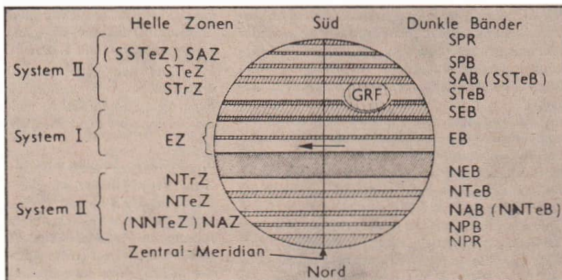 Helle Zonen Süd Dunkle Bänder
SPR
(SSTeZ) SAZ SPB
System II STeZ SAB (SSTeB)
STrZ GRF STeB
SEB
System I EZ EB
NEB
NTrZ NTeB
System II NTeZ NAB (NNTeB)
(NNTeZ) NAZ NPB
NPR
Zentral-Meridian
Nord